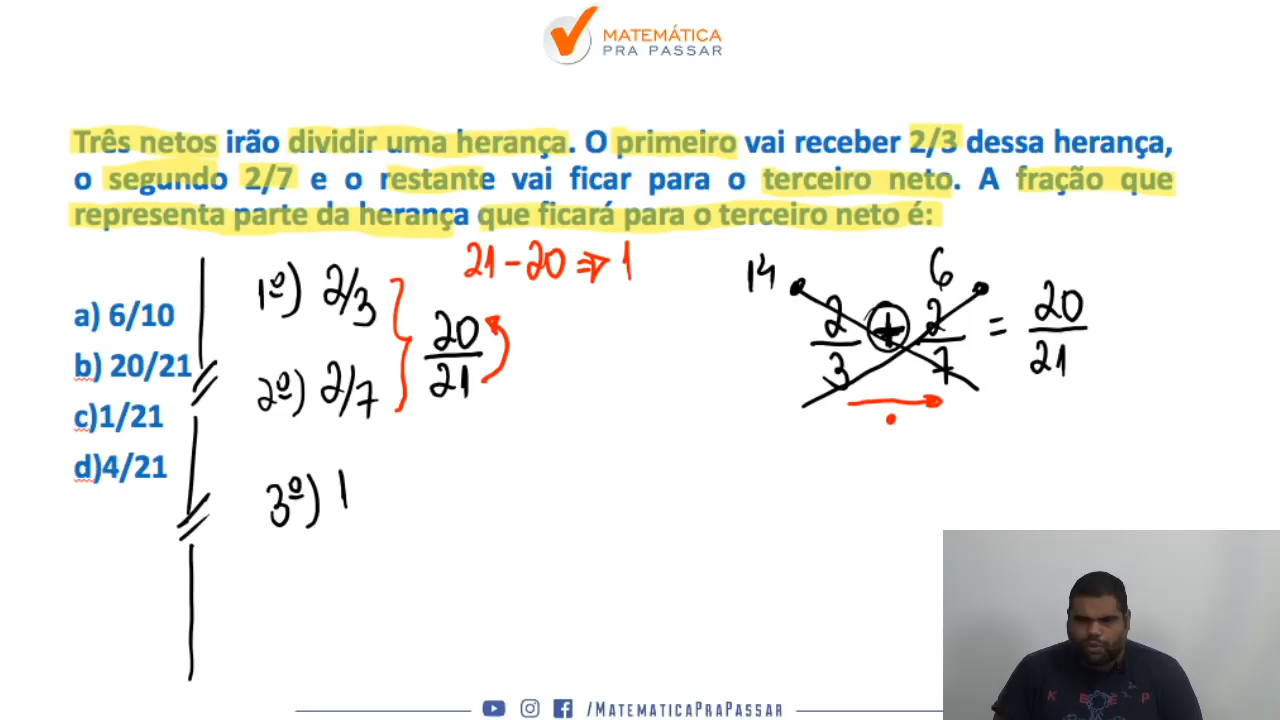 MATEMÁTICA
PRA PASSAR
Três netos irão dividir uma herança. O primeiro vai receber 2/3 dessa herança,
o segundo 2/7 e o restante vai ficar para o terceiro neto. A fração que
representa parte da herança que ficará para o terceiro neto é:
21-20 ⇒ 1
a) 6/10
b) 20/21
c)1/21
d)4/21
1º) 2/3
2º) 2/7
20
21
3º) 1
14 6
2/3 + 2/7 = 20/21
KEEP
/MATEMATICAPRAPASSAR